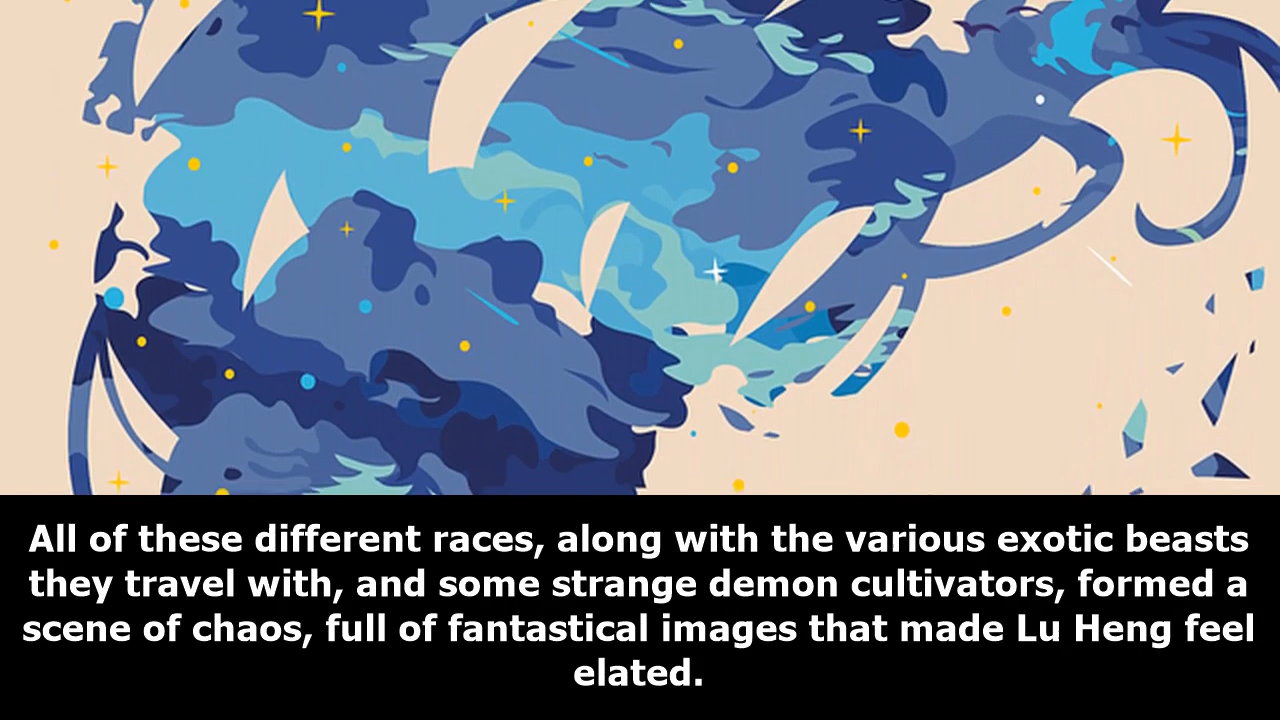 All of these different races, along with the various exotic beasts
they travel with, and some strange demon cultivators, formed a
scene of chaos, full of fantastical images that made Lu Heng feel
elated.